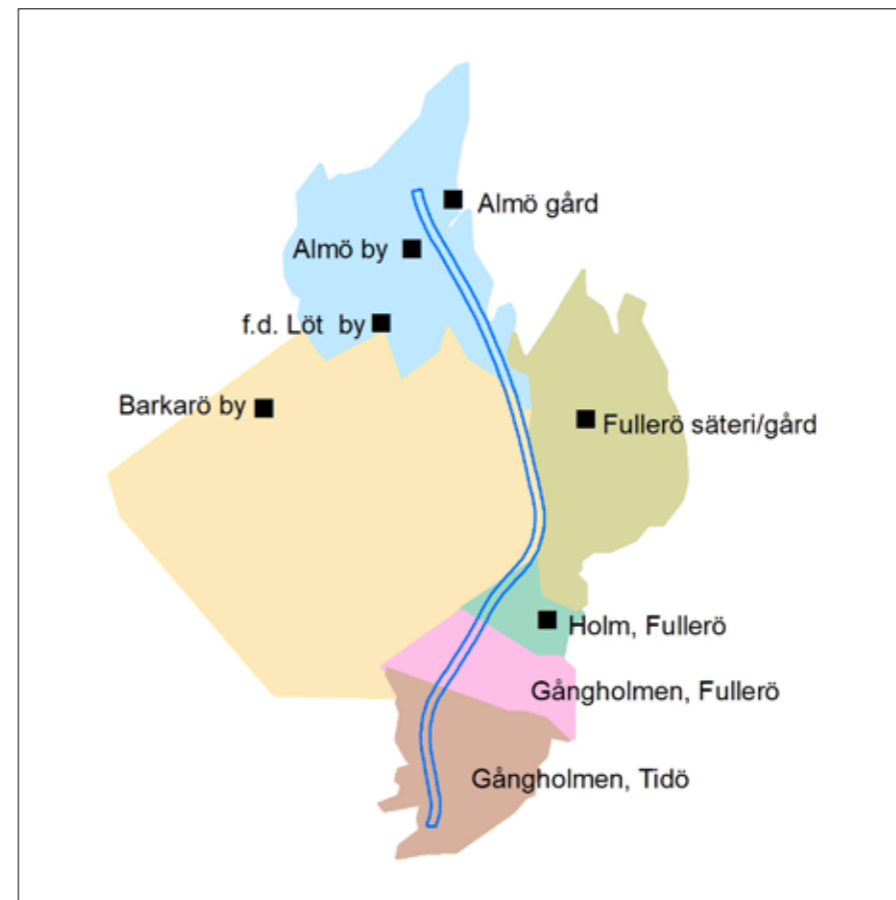 Almö gård
Almö by
f.d. Löt by
Barkarö by
Fullerö säteri/gård
Holm, Fullerö
Gångholmen, Fullerö
Gångholmen, Tidö